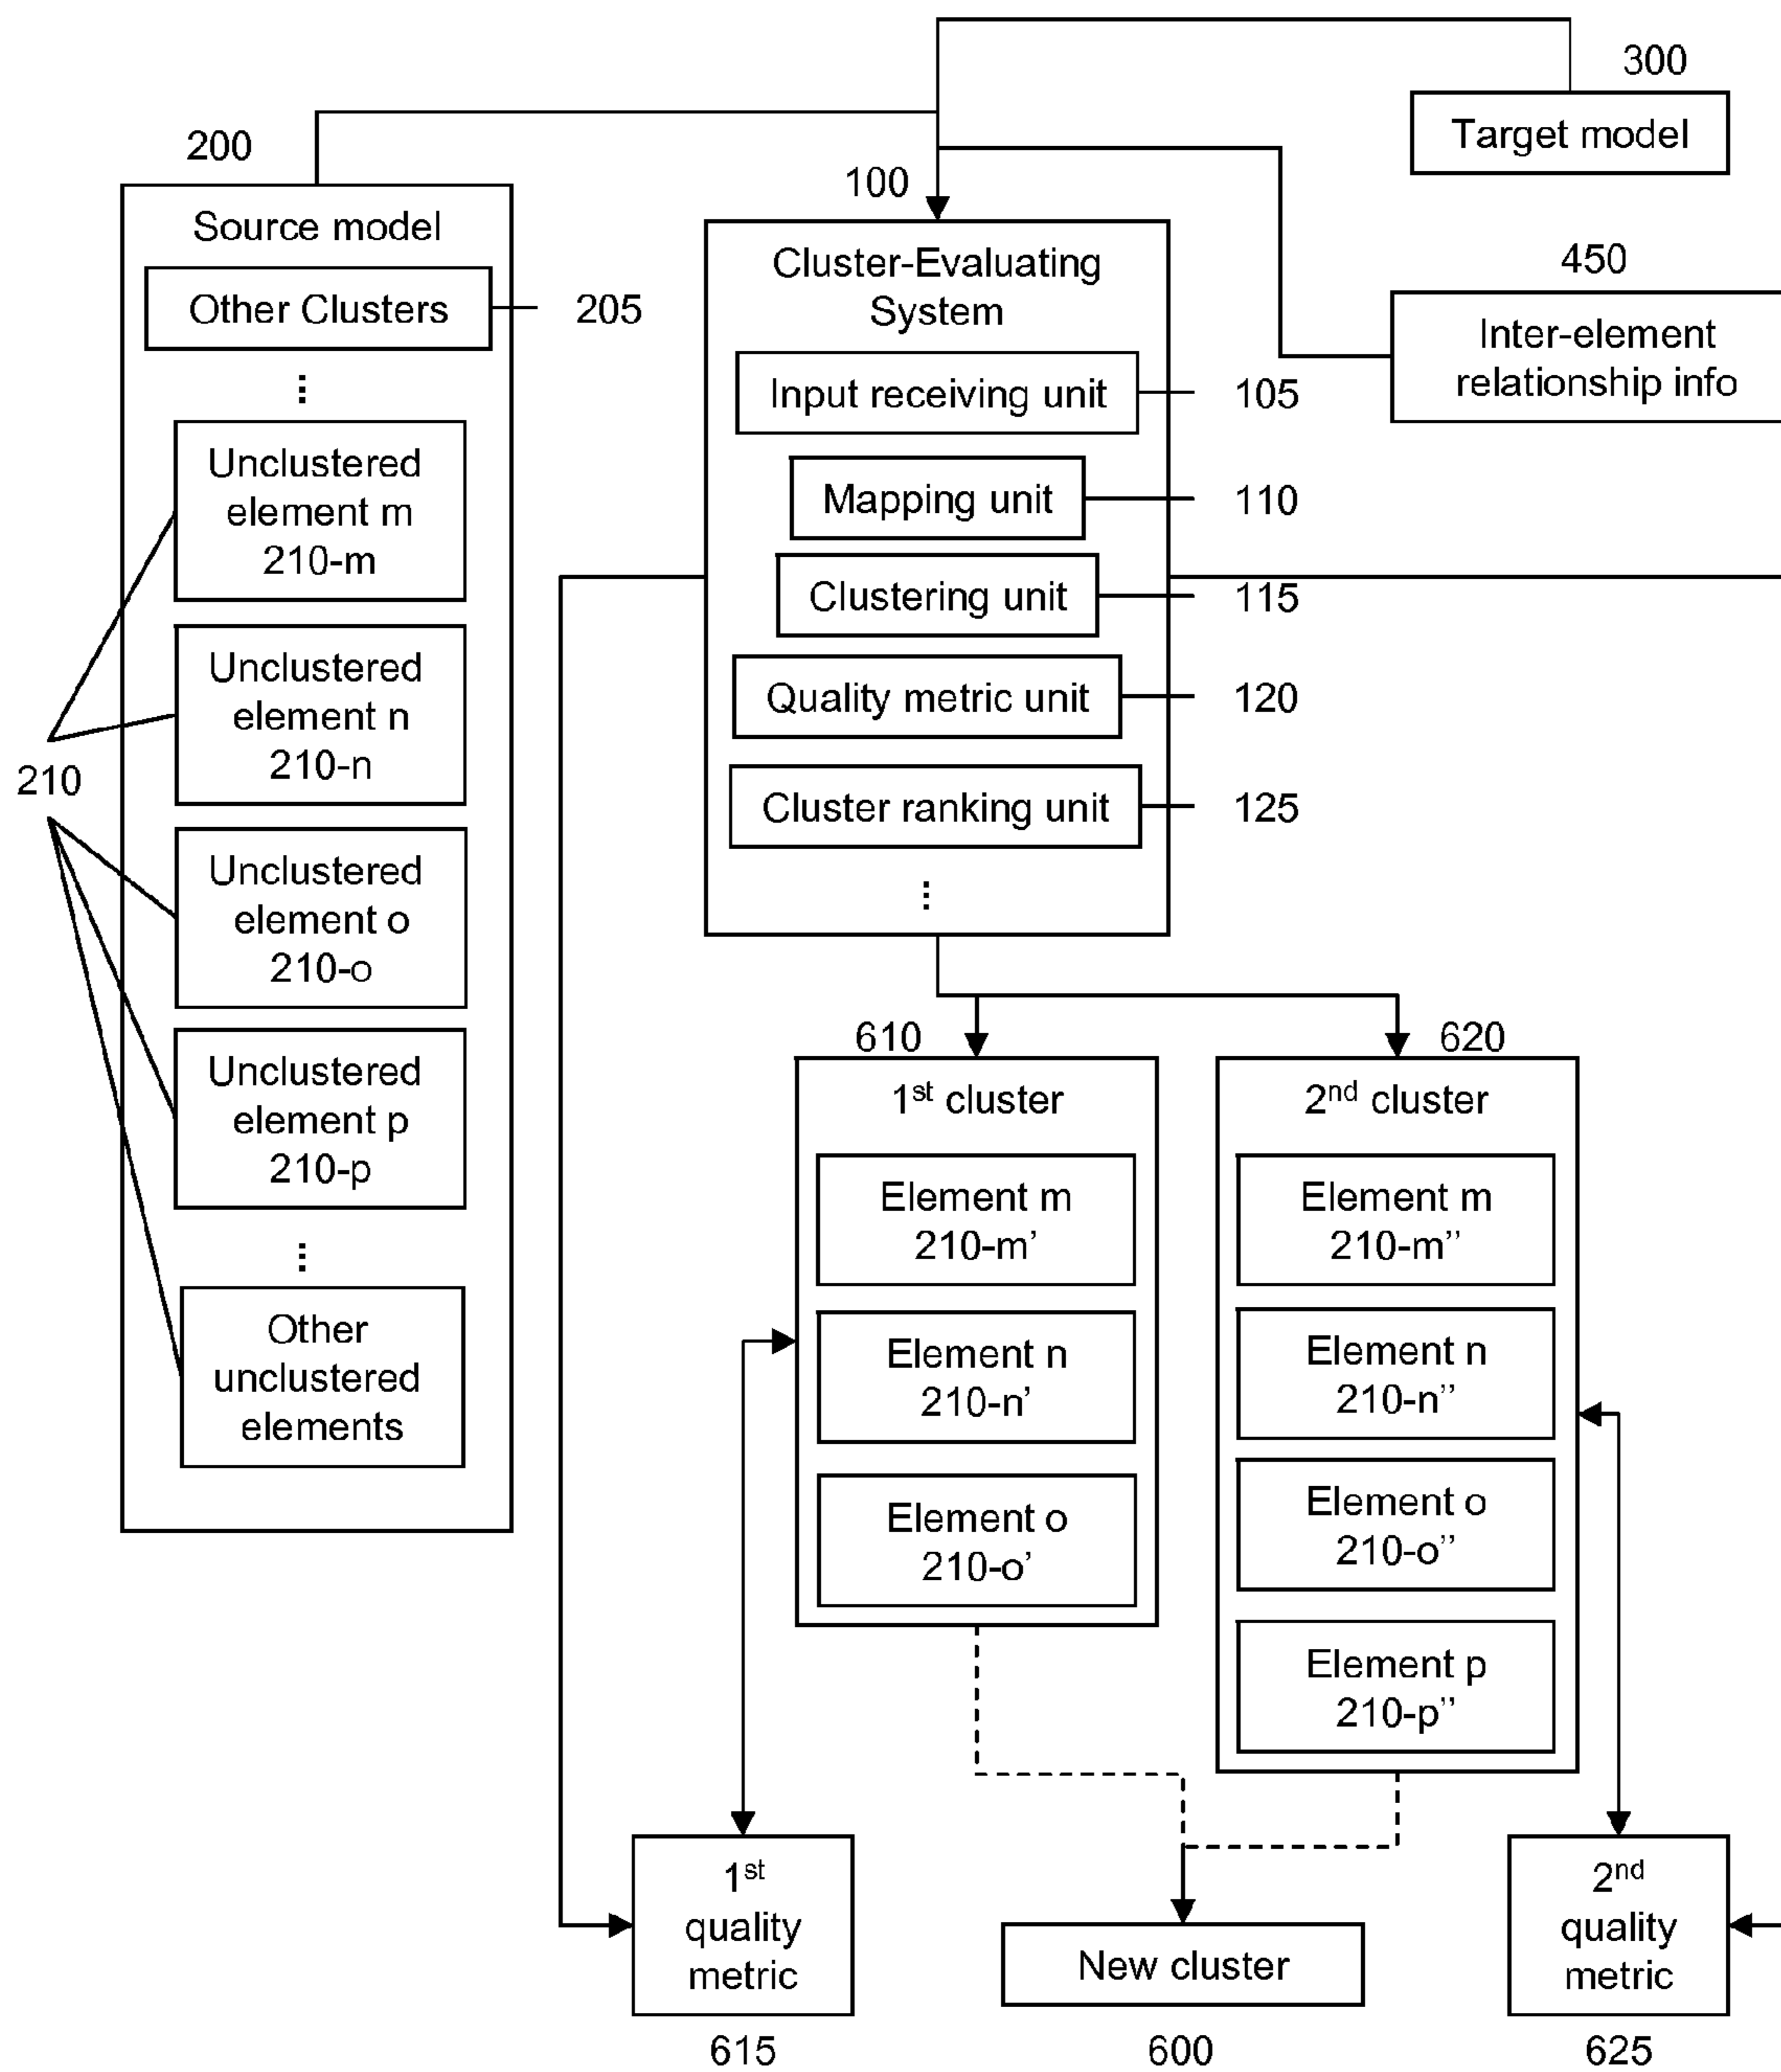 300
Target model
200
100
Source model
Other Clusters
205
⋮
Unclustered
element m
210-m
Unclustered
element n
210-n
210
Unclustered
element o
210-o
Unclustered
element p
210-p
⋮
Other
unclustered
elements
Cluster-Evaluating
System
Input receiving unit
105
Mapping unit
110
Clustering unit
115
Quality metric unit
120
Cluster ranking unit
125
⋮
450
Inter-element
relationship info
610
1st cluster
Element m
210-m’
Element n
210-n’
Element o
210-o’
620
2nd cluster
Element m
210-m’’
Element n
210-n’’
Element o
210-o’’
Element p
210-p’’
1st
quality
metric
615
New cluster
600
2nd
quality
metric
625